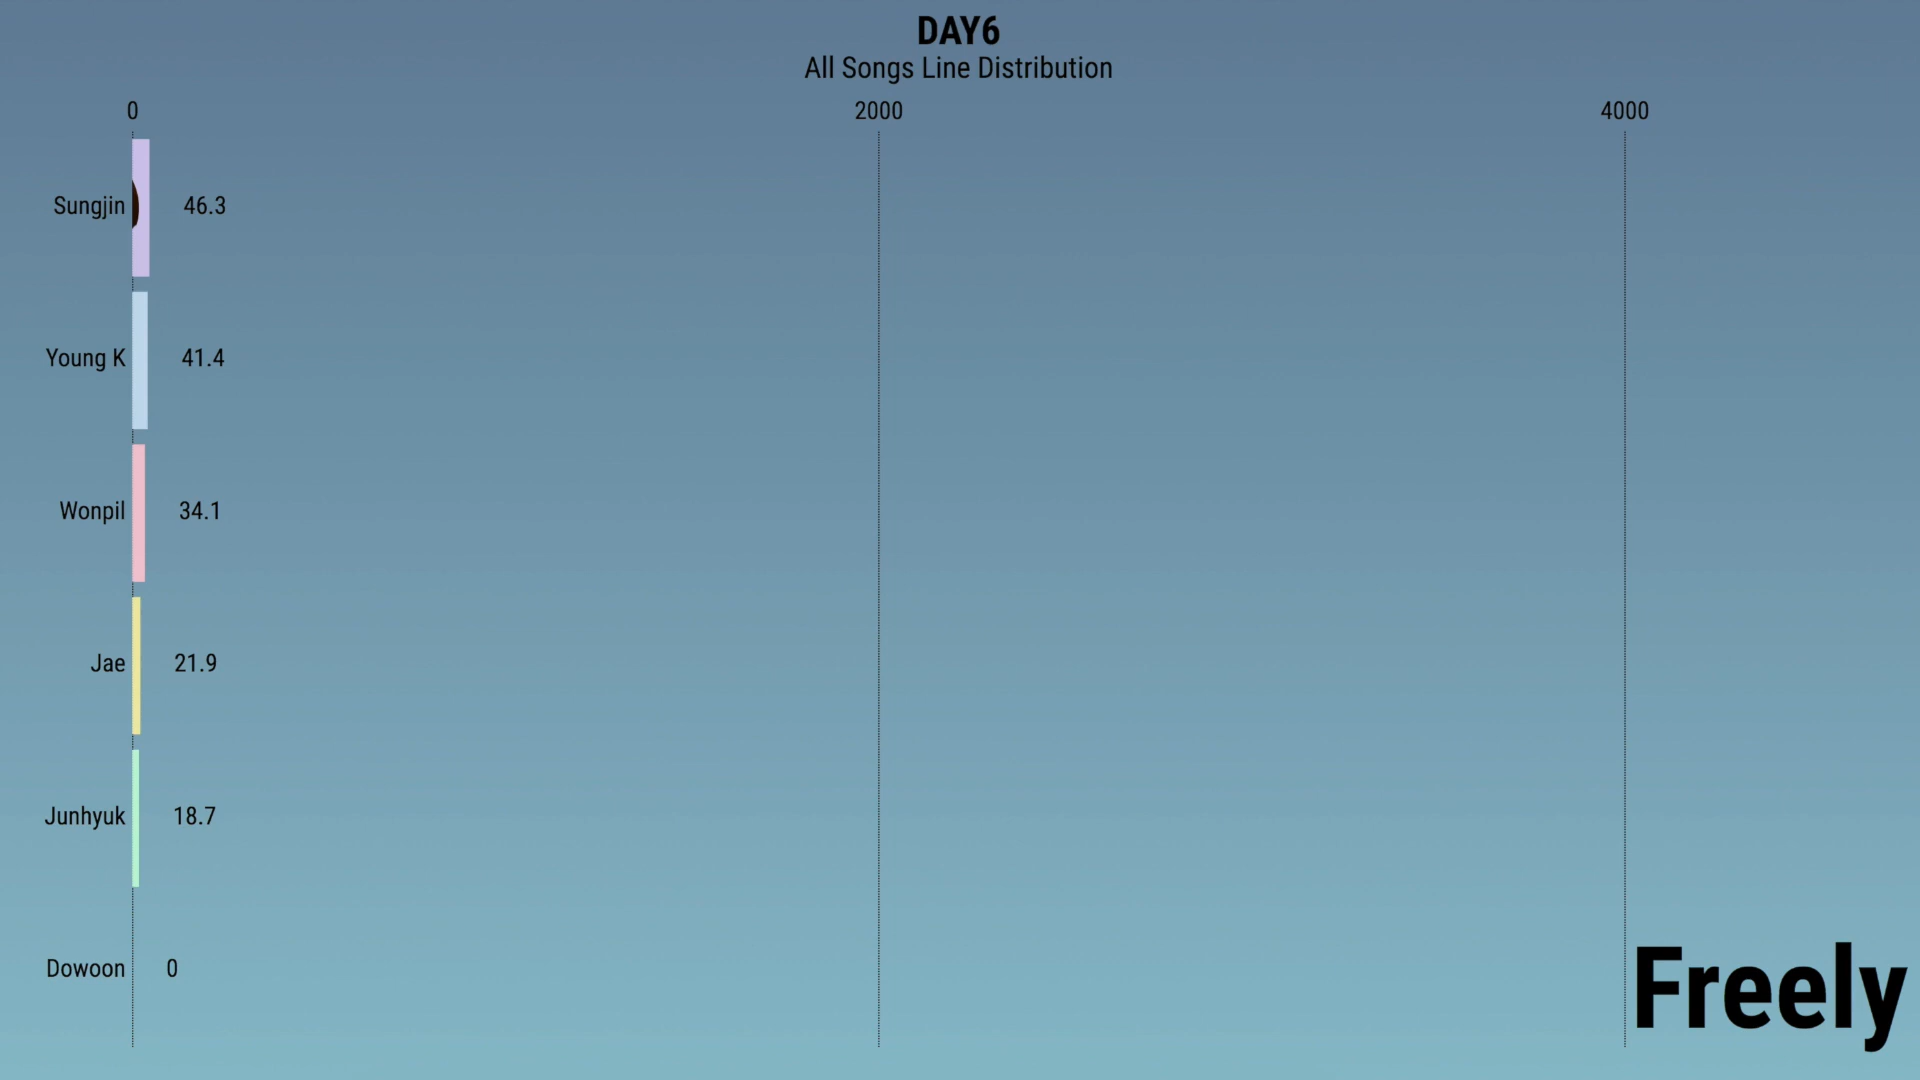 DAY6
All Songs Line Distribution
0 2000 4000
Sungjin 46.3
Young K 41.4
Wonpil 34.1
Jae 21.9
Junhyuk 18.7
Dowoon 0
Freely